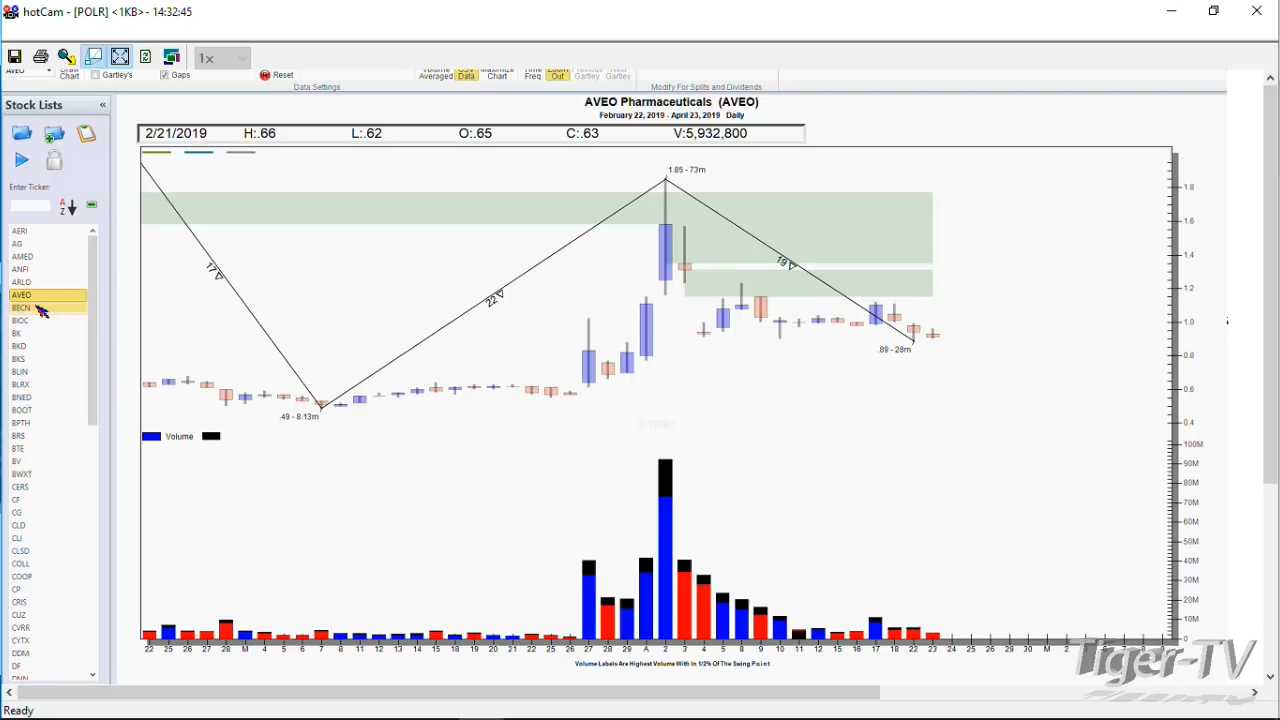 hotCam - [POLR] <1KB> - 14:32:45
1x
AVEO
Draw
Chart
Gartley's
Gaps
Reset
Volume
Averaged
CSV
Data
Maximize
Chart
Time
Freq
Zoom
Out
Previous
Gartley
Next
Gartley
Data Settings
Modify For Splits and Dividends
Stock Lists
«
Enter Ticker:
A
Z
AERI
AG
AMED
ANFI
ARLO
AVEO
BECN
BIOC
BK
BKD
BKS
BLIN
BLRX
BNED
BOOT
BPTH
BRS
BTE
BV
BWXT
CERS
CF
CG
CLD
CLI
CLSD
COLL
COOP
CP
CRIS
CUZ
CVRR
CYTX
DDM
DF
AVEO Pharmaceuticals (AVEO)
February 22, 2019 - April 23, 2019 Daily
2/21/2019 H:.66 L:.62 O:.65 C:.63 V:5,932,800
1.85 - 73m
17
22
19
.89 - 28m
.49 - 8.13m
1.8
1.6
1.4
1.2
1.0
0.8
0.6
0.4
Volume
100M
90M
80M
70M
60M
50M
40M
30M
20M
10M
0
22 25 26 27 28 M 4 5 6 7 8 11 12 13 14 15 18 19 20 21 22 25 26 27 28 29 A 2 3 4 5 8 9 10 11 12 15 16 17 18 22 23 24 25 26 29 30 M 2
Volume Labels Are Highest Volume With In 1/2% Of The Swing Point
Tiger-TV
Ready